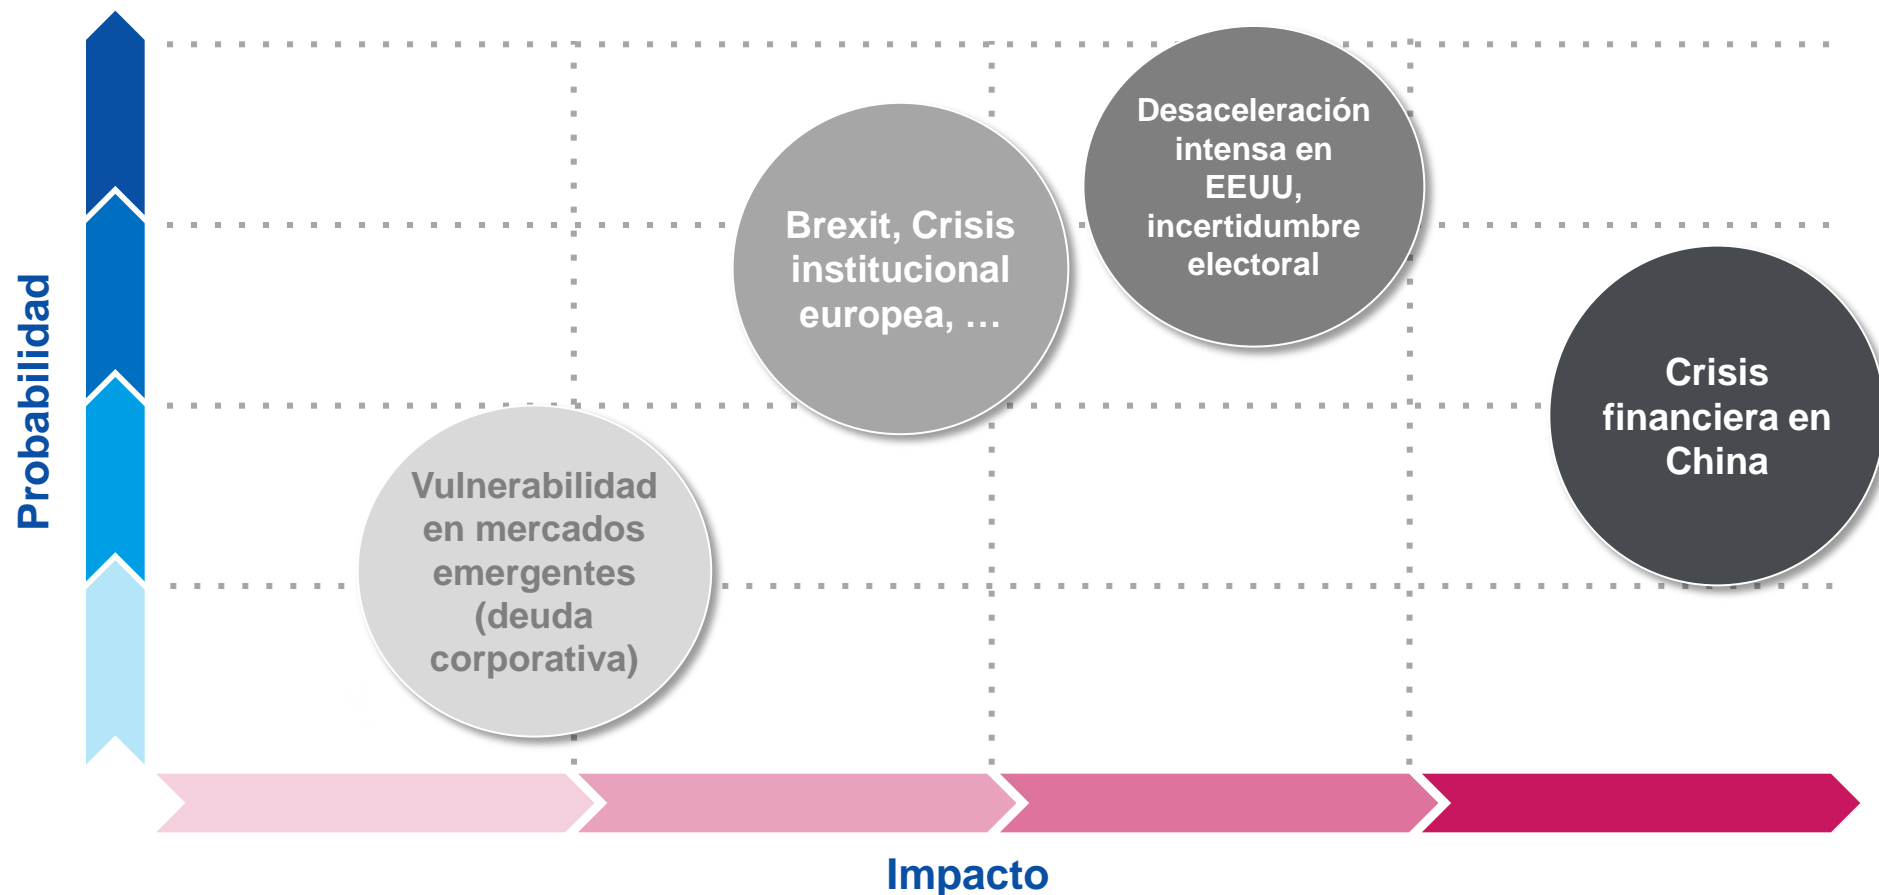 Desaceleración
intensa en
EEUU,
incertidumbre
electoral
Brexit, Crisis
institucional
europea, …
Crisis
financiera en
China
Vulnerabilidad
en mercados
emergentes
(deuda
corporativa)
Probabilidad
Impacto